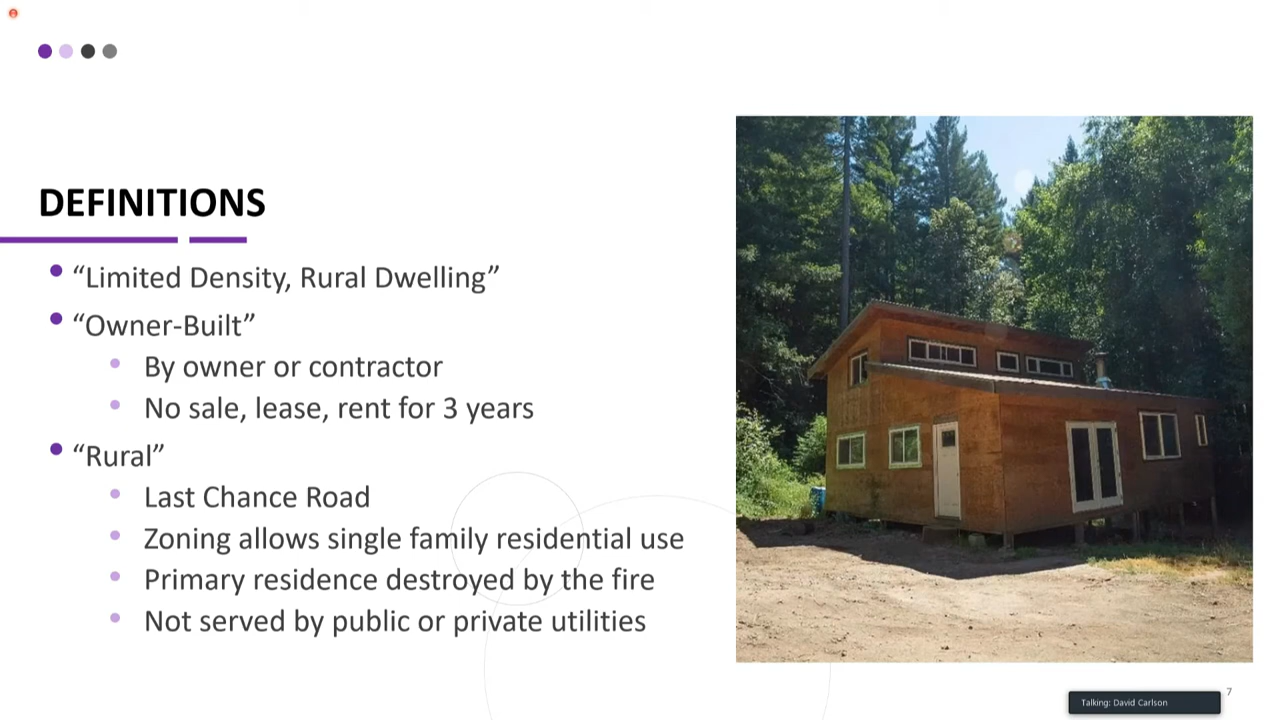 DEFINITIONS
“Limited Density, Rural Dwelling”
“Owner-Built”
By owner or contractor
No sale, lease, rent for 3 years
“Rural”
Last Chance Road
Zoning allows single family residential use
Primary residence destroyed by the fire
Not served by public or private utilities
7
Talking: David Carlson